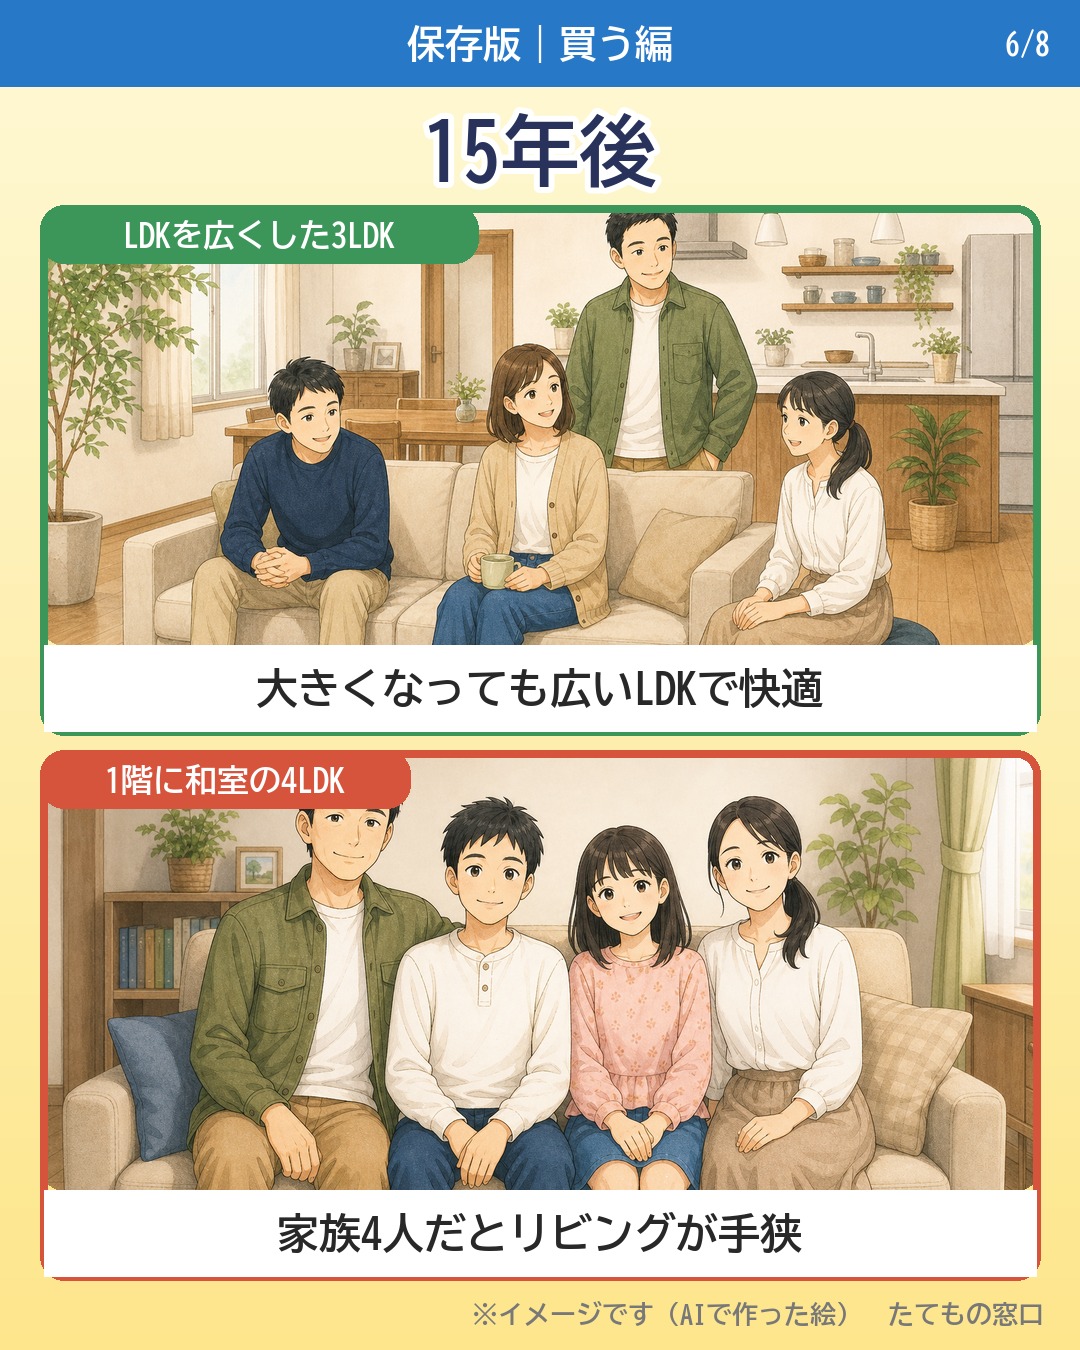 保存版｜買う編
6/8
15年後
LDKを広くした3LDK
大きくなっても広いLDKで快適
1階に和室の4LDK
家族4人だとリビングが手狭
※イメージです（AIで作った絵）　たてもの窓口